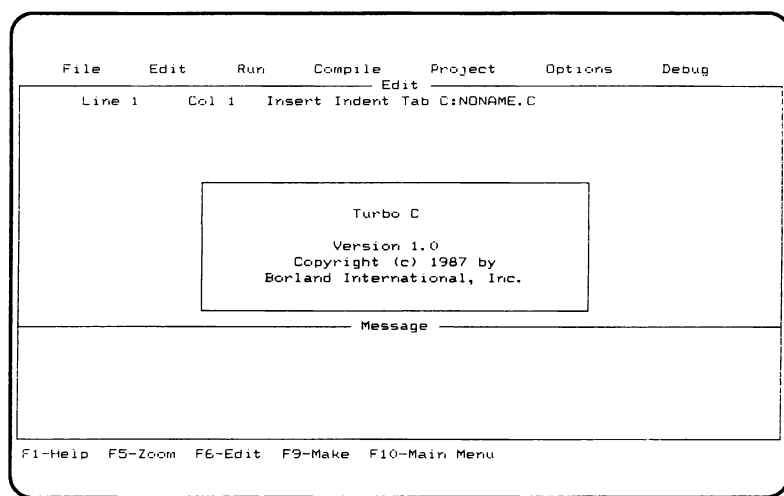 File Edit Run Compile Project Options Debug
Edit
Line 1 Col 1 Insert Indent Tab C:NONAME.C
Turbo C
Version 1.0
Copyright (c) 1987 by
Borland International, Inc.
Message
F1-Help F5-Zoom F6-Edit F9-Make F10-Main Menu